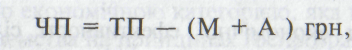 ЧП = ТП — (М + А ) грн,